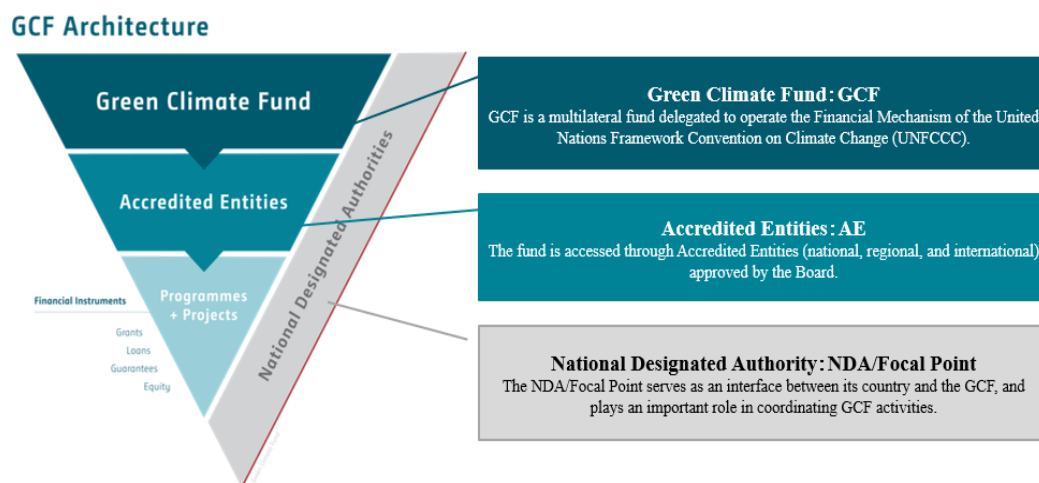 GCF Architecture
Green Climate Fund
Accredited Entities
Programmes
+ Projects
Financial Instruments
Grants
Loans
Guarantees
Equity
National Designated Authorities
Green Climate Fund
Green Climate Fund: GCF
GCF is a multilateral fund delegated to operate the Financial Mechanism of the United
Nations Framework Convention on Climate Change (UNFCCC).
Accredited Entities: AE
The fund is accessed through Accredited Entities (national, regional, and international)
approved by the Board.
National Designated Authority: NDA/Focal Point
The NDA/Focal Point serves as an interface between its country and the GCF, and
plays an important role in coordinating GCF activities.